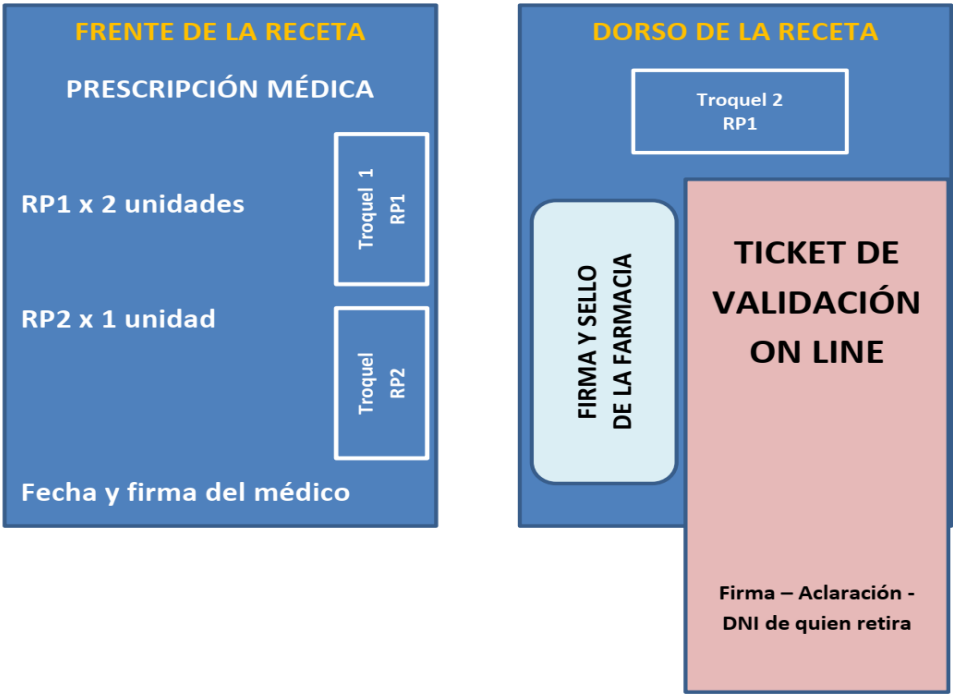 FRENTE DE LA RECETA
PRESCRIPCIÓN MÉDICA
RP1 x 2 unidades
Troquel 1
RP1
RP2 x 1 unidad
Troquel
RP2
Fecha y firma del médico
DORSO DE LA RECETA
Troquel 2
RP1
FIRMA Y SELLO
DE LA FARMACIA
TICKET DE
VALIDACIÓN
ON LINE
Firma – Aclaración -
DNI de quien retira